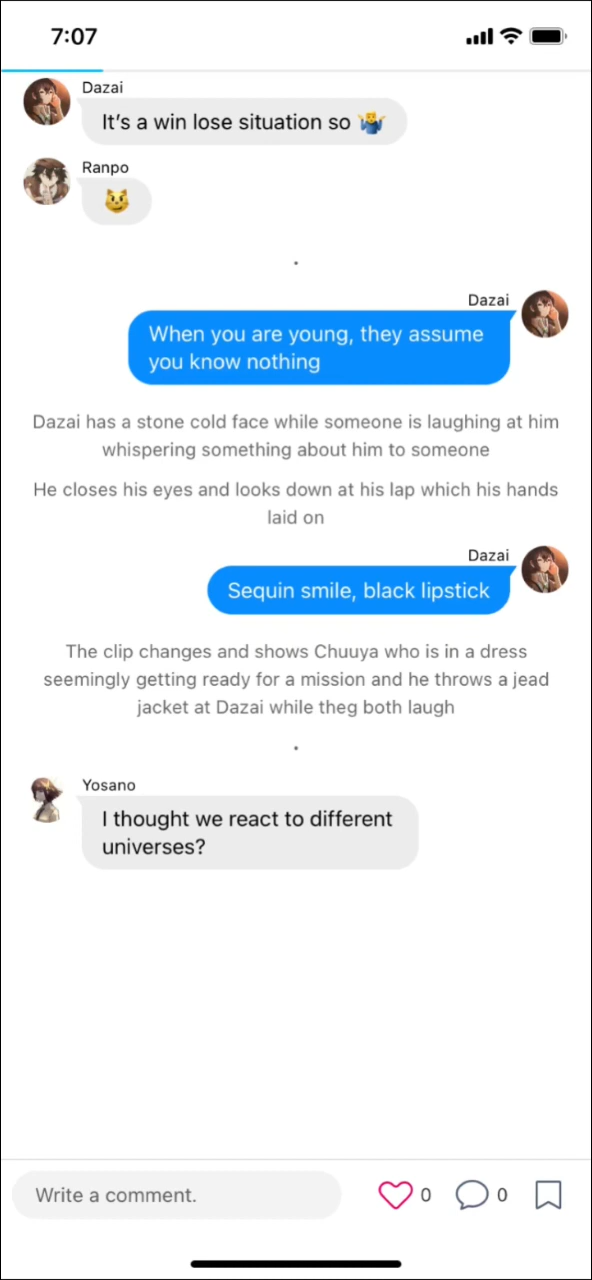 7:07
Dazai
It's a win lose situation so 🤷‍♂️
Ranpo
😼
.
Dazai
When you are young, they assume
you know nothing
Dazai has a stone cold face while someone is laughing at him
whispering something about him to someone
He closes his eyes and looks down at his lap which his hands
laid on
Dazai
Sequin smile, black lipstick
The clip changes and shows Chuuya who is in a dress
seemingly getting ready for a mission and he throws a jead
jacket at Dazai while theg both laugh
.
Yosano
I thought we react to different
universes?
Write a comment.
0
0